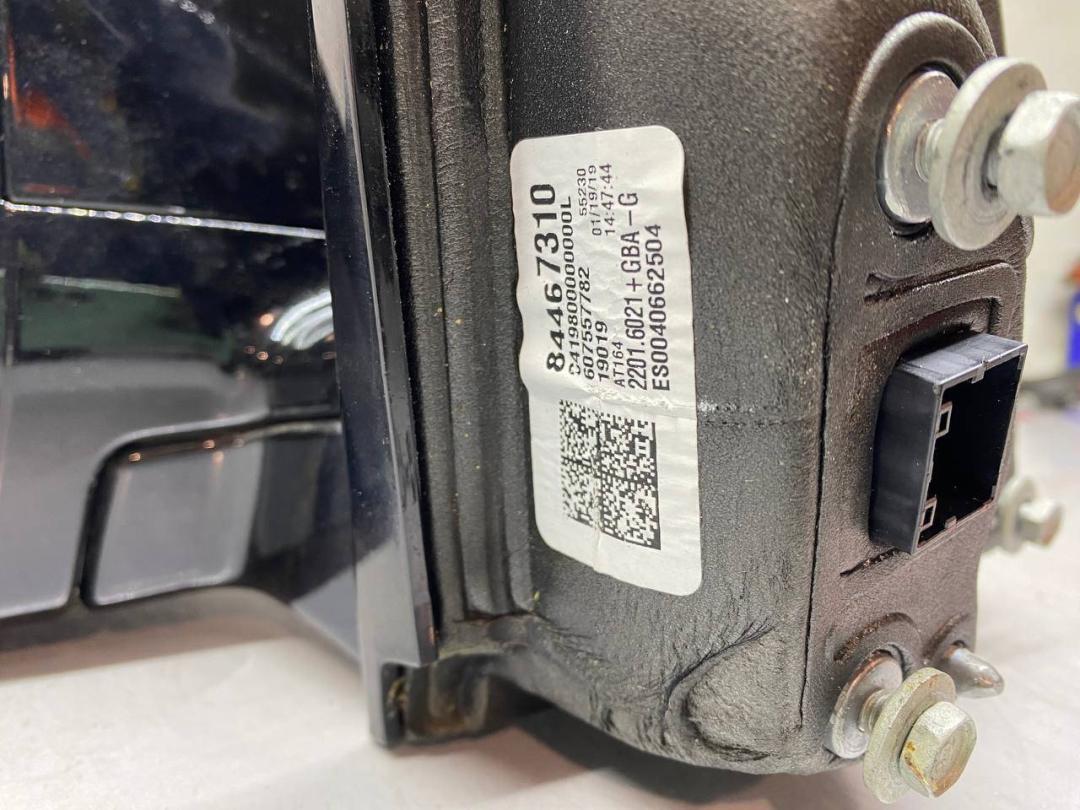 84467310
C4198000000000L
607557782
55230
19019
01/19/19
AT164
14:47:44
2201.6021+GBA-G
ES0040662504